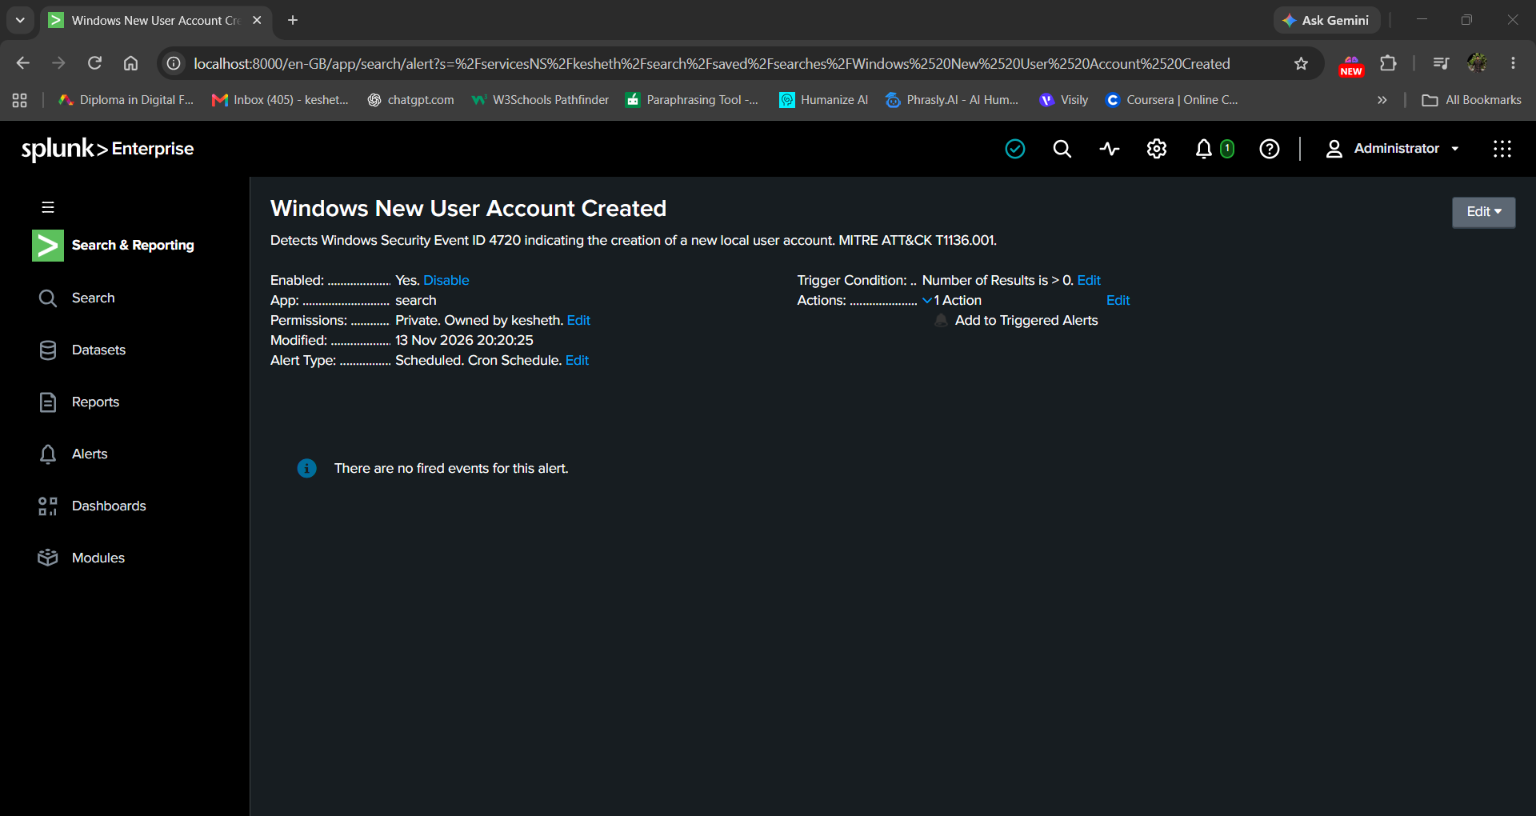 Windows New User Account Cr
Ask Gemini
localhost:8000/en-GB/app/search/alert?s=%2FservicesNS%2Fkesheth%2Fsearch%2Fsaved%2Fsearches%2FWindows%2520New%2520User%2520Account%2520Created
NEW
Diploma in Digital F...
Inbox (405) - keshet...
chatgpt.com
W3Schools Pathfinder
Paraphrasing Tool -...
Humanize AI
Phrasly.AI - AI Hum...
Visily
Coursera | Online C...
All Bookmarks
splunk>Enterprise
1
Administrator
Windows New User Account Created
Edit
Search & Reporting
Detects Windows Security Event ID 4720 indicating the creation of a new local user account. MITRE ATT&CK T1136.001.
Enabled: ................... Yes. Disable
Trigger Condition: .. Number of Results is > 0. Edit
App: .......................... search
Actions: .................... 1 Action Edit
Search
Permissions: ............ Private. Owned by kesheth. Edit
Add to Triggered Alerts
Modified: .................. 13 Nov 2026 20:20:25
Datasets
Alert Type: ............... Scheduled. Cron Schedule. Edit
Reports
Alerts
There are no fired events for this alert.
Dashboards
Modules